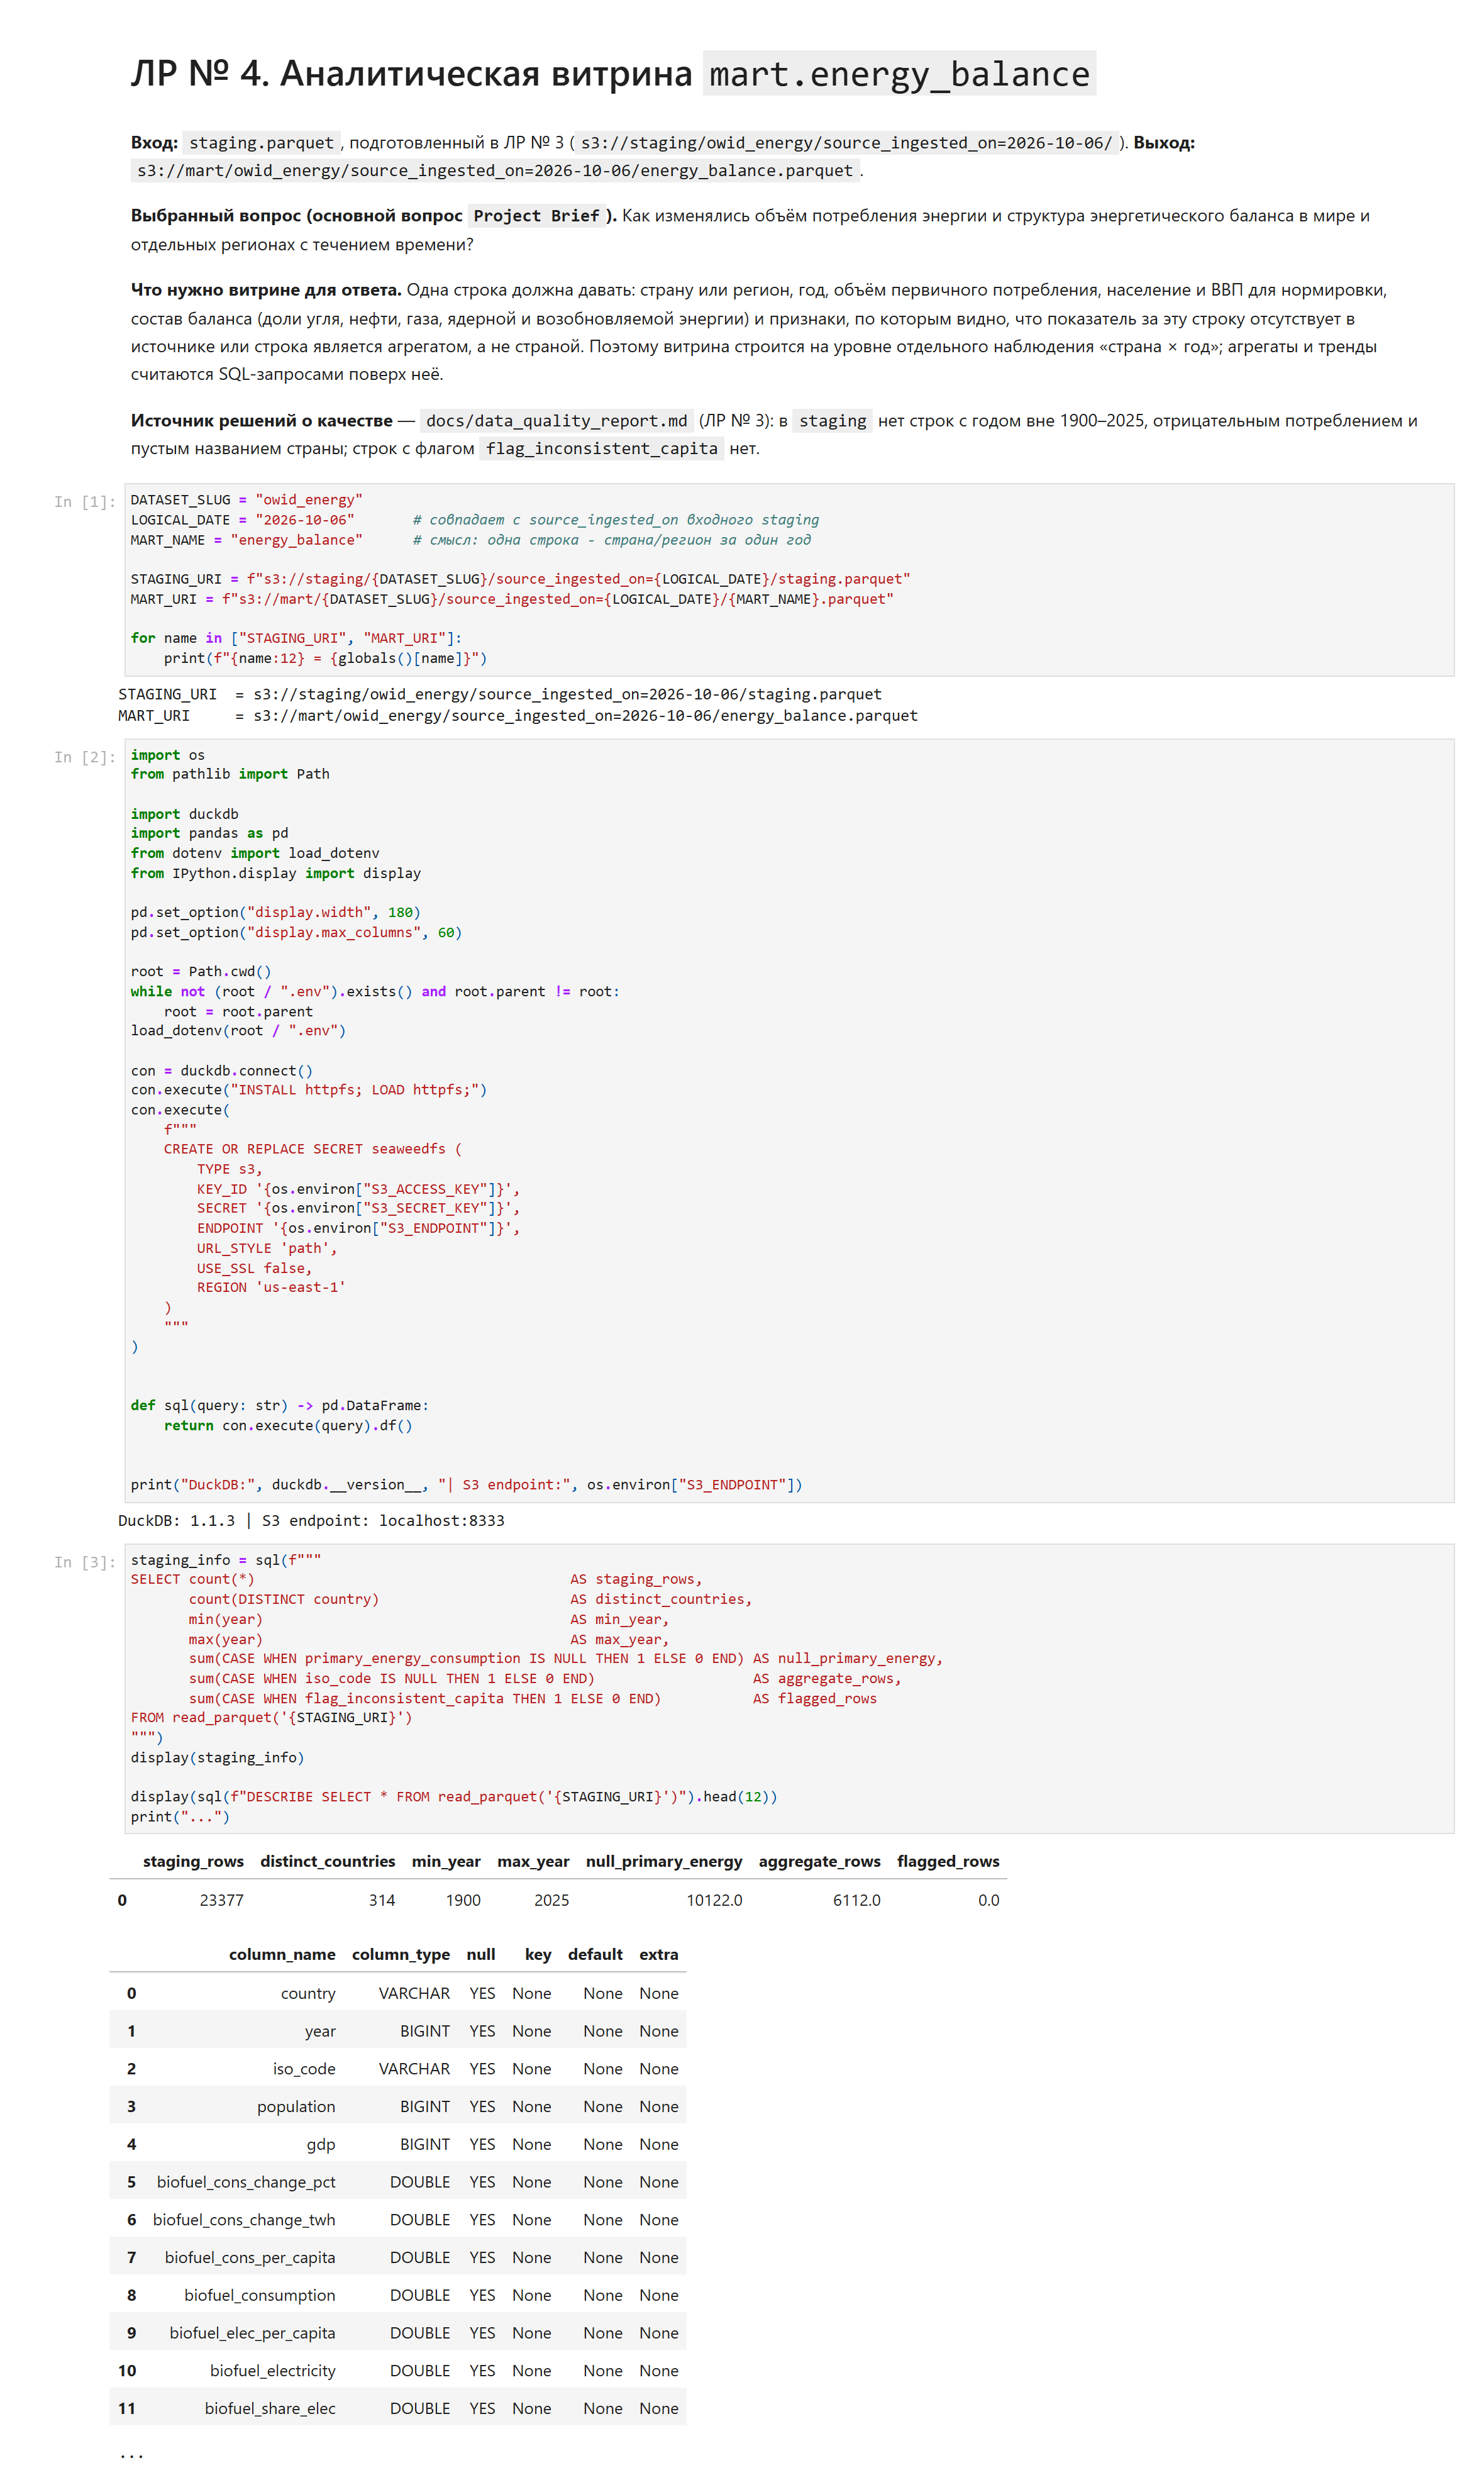 ЛР № 4. Аналитическая витрина mart.energy_balance
Вход: staging.parquet , подготовленный в ЛР № 3 ( s3://staging/owid_energy/source_ingested_on=2026-10-06/ ). Выход:
s3://mart/owid_energy/source_ingested_on=2026-10-06/energy_balance.parquet .
Выбранный вопрос (основной вопрос Project Brief ). Как изменялись объём потребления энергии и структура энергетического баланса в мире и
отдельных регионах с течением времени?
Что нужно витрине для ответа. Одна строка должна давать: страну или регион, год, объём первичного потребления, население и ВВП для нормировки,
состав баланса (доли угля, нефти, газа, ядерной и возобновляемой энергии) и признаки, по которым видно, что показатель за эту строку отсутствует в
источнике или строка является агрегатом, а не страной. Поэтому витрина строится на уровне отдельного наблюдения «страна × год»; агрегаты и тренды
считаются SQL-запросами поверх неё.
Источник решений о качестве — docs/data_quality_report.md (ЛР № 3): в staging нет строк с годом вне 1900–2025, отрицательным потреблением и
пустым названием страны; строк с флагом flag_inconsistent_capita нет.
In [1]:
DATASET_SLUG = "owid_energy"
LOGICAL_DATE = "2026-10-06"       # совпадает с source_ingested_on входного staging
MART_NAME = "energy_balance"      # смысл: одна строка - страна/регион за один год
STAGING_URI = f"s3://staging/{DATASET_SLUG}/source_ingested_on={LOGICAL_DATE}/staging.parquet"
MART_URI = f"s3://mart/{DATASET_SLUG}/source_ingested_on={LOGICAL_DATE}/{MART_NAME}.parquet"
for name in ["STAGING_URI", "MART_URI"]:
    print(f"{name:12} = {globals()[name]}")
STAGING_URI  = s3://staging/owid_energy/source_ingested_on=2026-10-06/staging.parquet
MART_URI     = s3://mart/owid_energy/source_ingested_on=2026-10-06/energy_balance.parquet
In [2]:
import os
from pathlib import Path
import duckdb
import pandas as pd
from dotenv import load_dotenv
from IPython.display import display
pd.set_option("display.width", 180)
pd.set_option("display.max_columns", 60)
root = Path.cwd()
while not (root / ".env").exists() and root.parent != root:
    root = root.parent
load_dotenv(root / ".env")
con = duckdb.connect()
con.execute("INSTALL httpfs; LOAD httpfs;")
con.execute(
    f"""
    CREATE OR REPLACE SECRET seaweedfs (
        TYPE s3,
        KEY_ID '{os.environ["S3_ACCESS_KEY"]}',
        SECRET '{os.environ["S3_SECRET_KEY"]}',
        ENDPOINT '{os.environ["S3_ENDPOINT"]}',
        URL_STYLE 'path',
        USE_SSL false,
        REGION 'us-east-1'
    )
    """
)
def sql(query: str) -> pd.DataFrame:
    return con.execute(query).df()
print("DuckDB:", duckdb.__version__, "| S3 endpoint:", os.environ["S3_ENDPOINT"])
DuckDB: 1.1.3 | S3 endpoint: localhost:8333
In [3]:
staging_info = sql(f"""
SELECT count(*)                                      AS staging_rows,
       count(DISTINCT country)                       AS distinct_countries,
       min(year)                                     AS min_year,
       max(year)                                     AS max_year,
       sum(CASE WHEN primary_energy_consumption IS NULL THEN 1 ELSE 0 END) AS null_primary_energy,
       sum(CASE WHEN iso_code IS NULL THEN 1 ELSE 0 END)                   AS aggregate_rows,
       sum(CASE WHEN flag_inconsistent_capita THEN 1 ELSE 0 END)           AS flagged_rows
FROM read_parquet('{STAGING_URI}')
""")
display(staging_info)
display(sql(f"DESCRIBE SELECT * FROM read_parquet('{STAGING_URI}')").head(12))
print("...")
staging_rows distinct_countries min_year max_year null_primary_energy aggregate_rows flagged_rows
0 23377 314 1900 2025 10122.0 6112.0 0.0
column_name column_type null key default extra
0 country VARCHAR YES None None None
1 year BIGINT YES None None None
2 iso_code VARCHAR YES None None None
3 population BIGINT YES None None None
4 gdp BIGINT YES None None None
5 biofuel_cons_change_pct DOUBLE YES None None None
6 biofuel_cons_change_twh DOUBLE YES None None None
7 biofuel_cons_per_capita DOUBLE YES None None None
8 biofuel_consumption DOUBLE YES None None None
9 biofuel_elec_per_capita DOUBLE YES None None None
10 biofuel_electricity DOUBLE YES None None None
11 biofuel_share_elec DOUBLE YES None None None
...